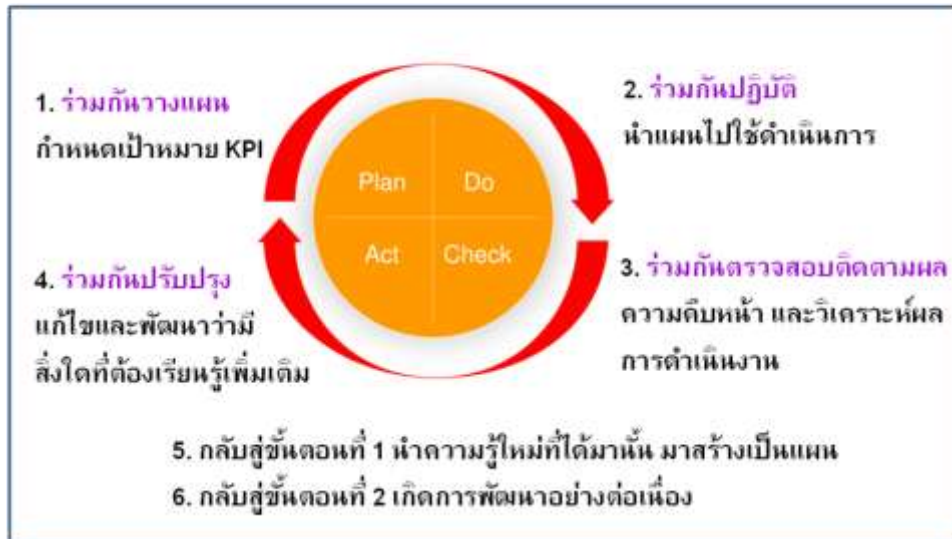 1. ร่วมกันวางแผน
กำหนดเป้าหมาย KPI
2. ร่วมกันปฏิบัติ
นำแผนไปใช้ดำเนินการ
Plan
Do
Act
Check
3. ร่วมกันตรวจสอบติดตามผล
ความคืบหน้า และวิเคราะห์ผล
การดำเนินงาน
4. ร่วมกันปรับปรุง
แก้ไขและพัฒนาว่ามี
สิ่งใดที่ต้องเรียนรู้เพิ่มเติม
5. กลับสู่ขั้นตอนที่ 1 นำความรู้ใหม่ที่ได้มานั้น มาสร้างเป็นแผน
6. กลับสู่ขั้นตอนที่ 2 เกิดการพัฒนาอย่างต่อเนื่อง